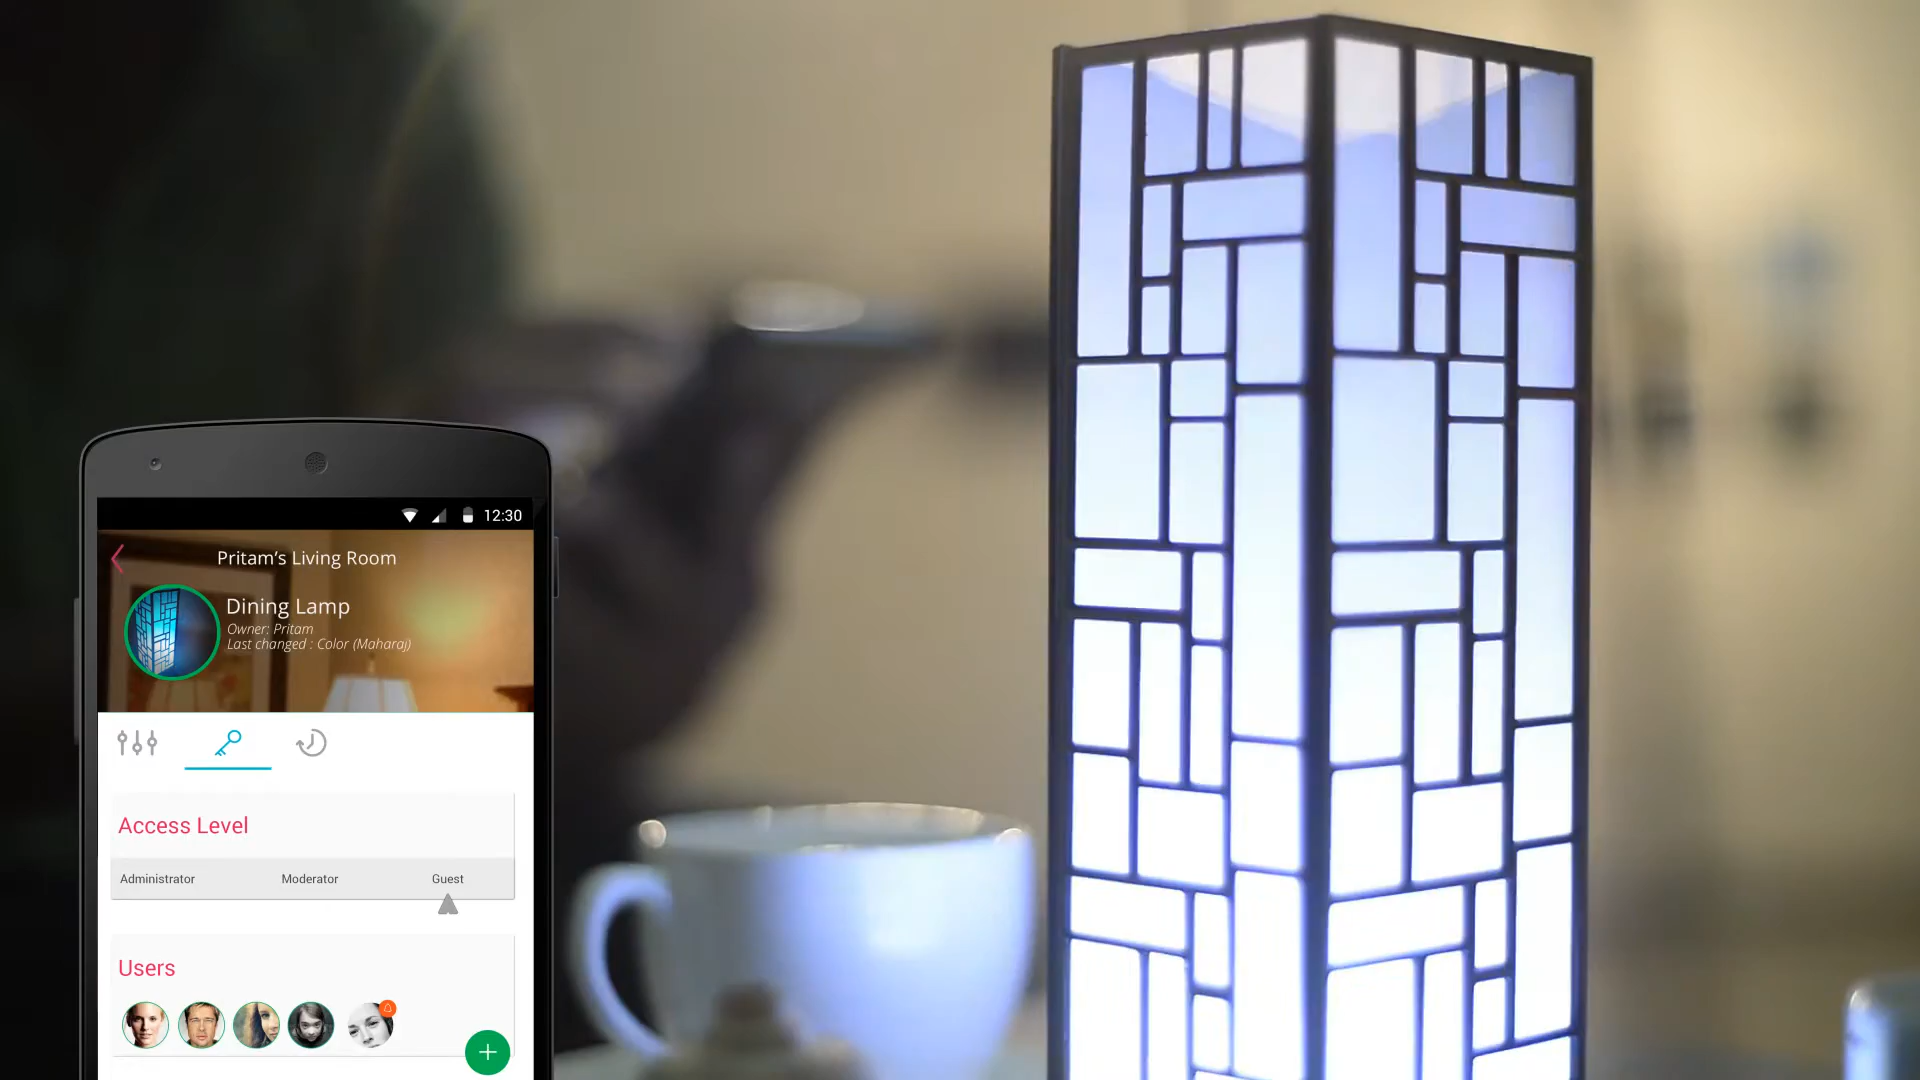 12:30
Pritam’s Living Room
Dining Lamp
Owner: Pritam
Last changed : Color (Maharaj)
Access Level
Administrator Moderator Guest
Users